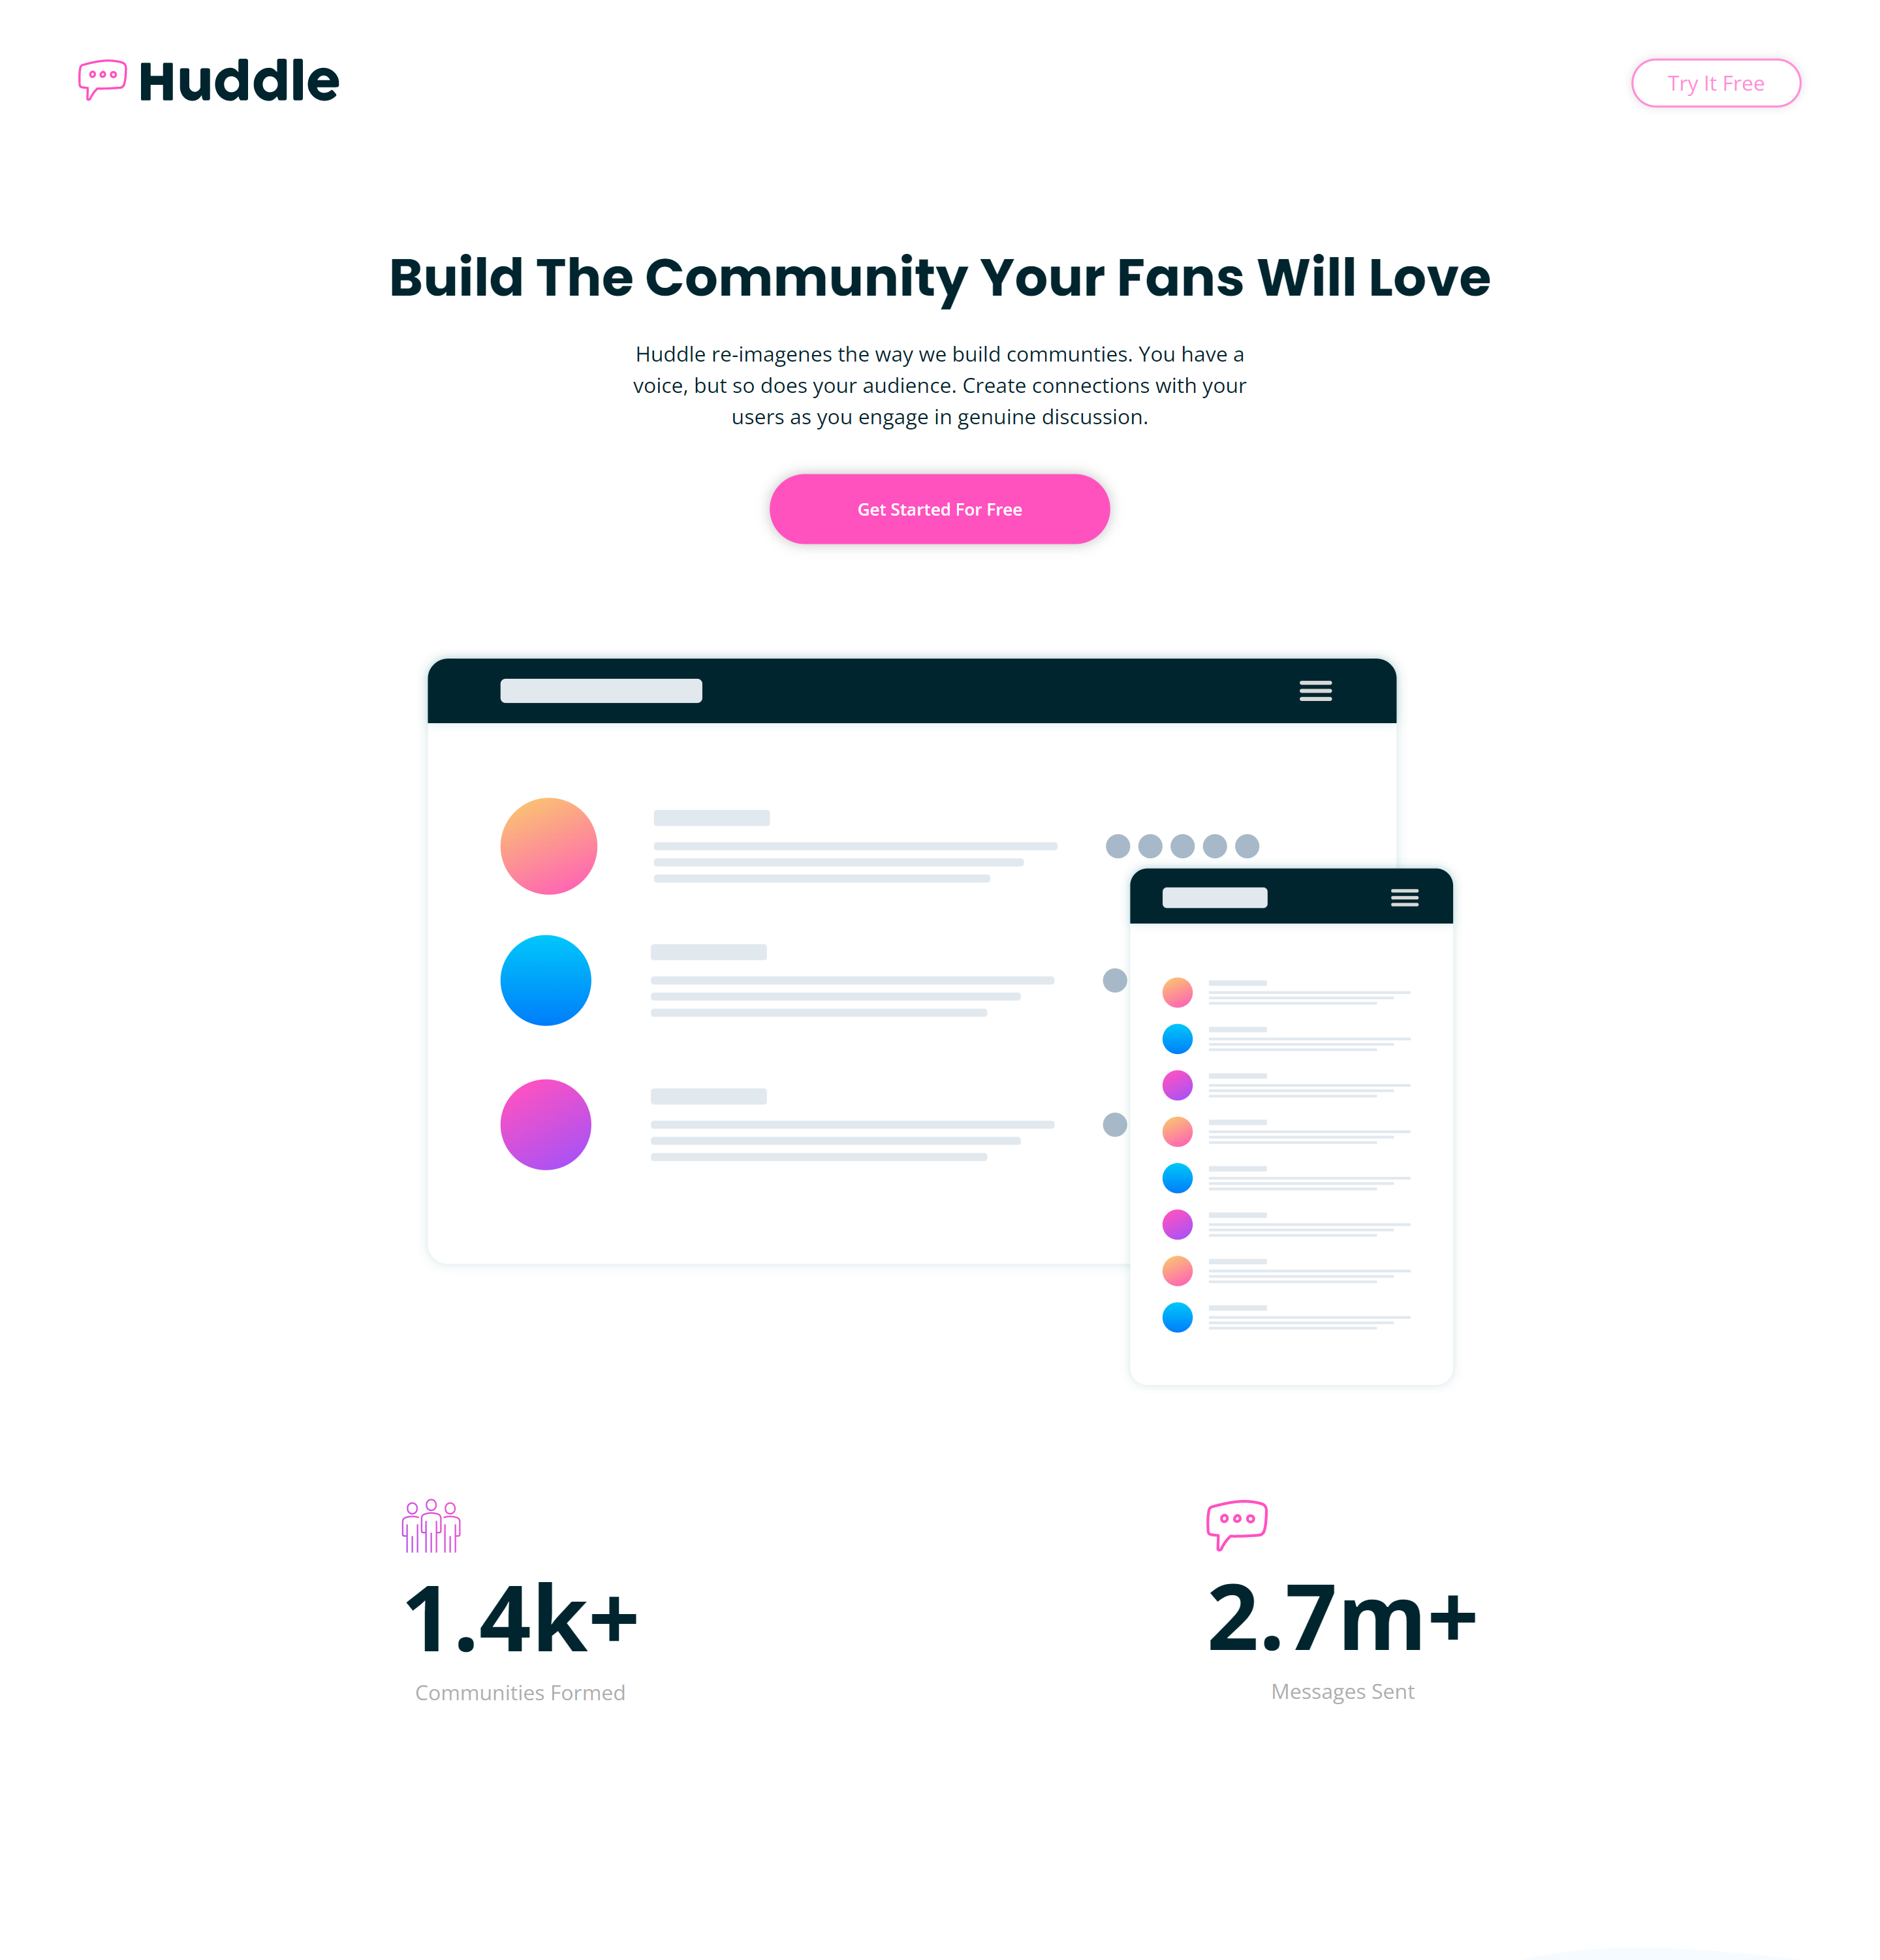 Huddle
Try It Free
Build The Community Your Fans Will Love
Huddle re-imagenes the way we build communties. You have a
voice, but so does your audience. Create connections with your
users as you engage in genuine discussion.
Get Started For Free
1.4k+
Communities Formed
2.7m+
Messages Sent